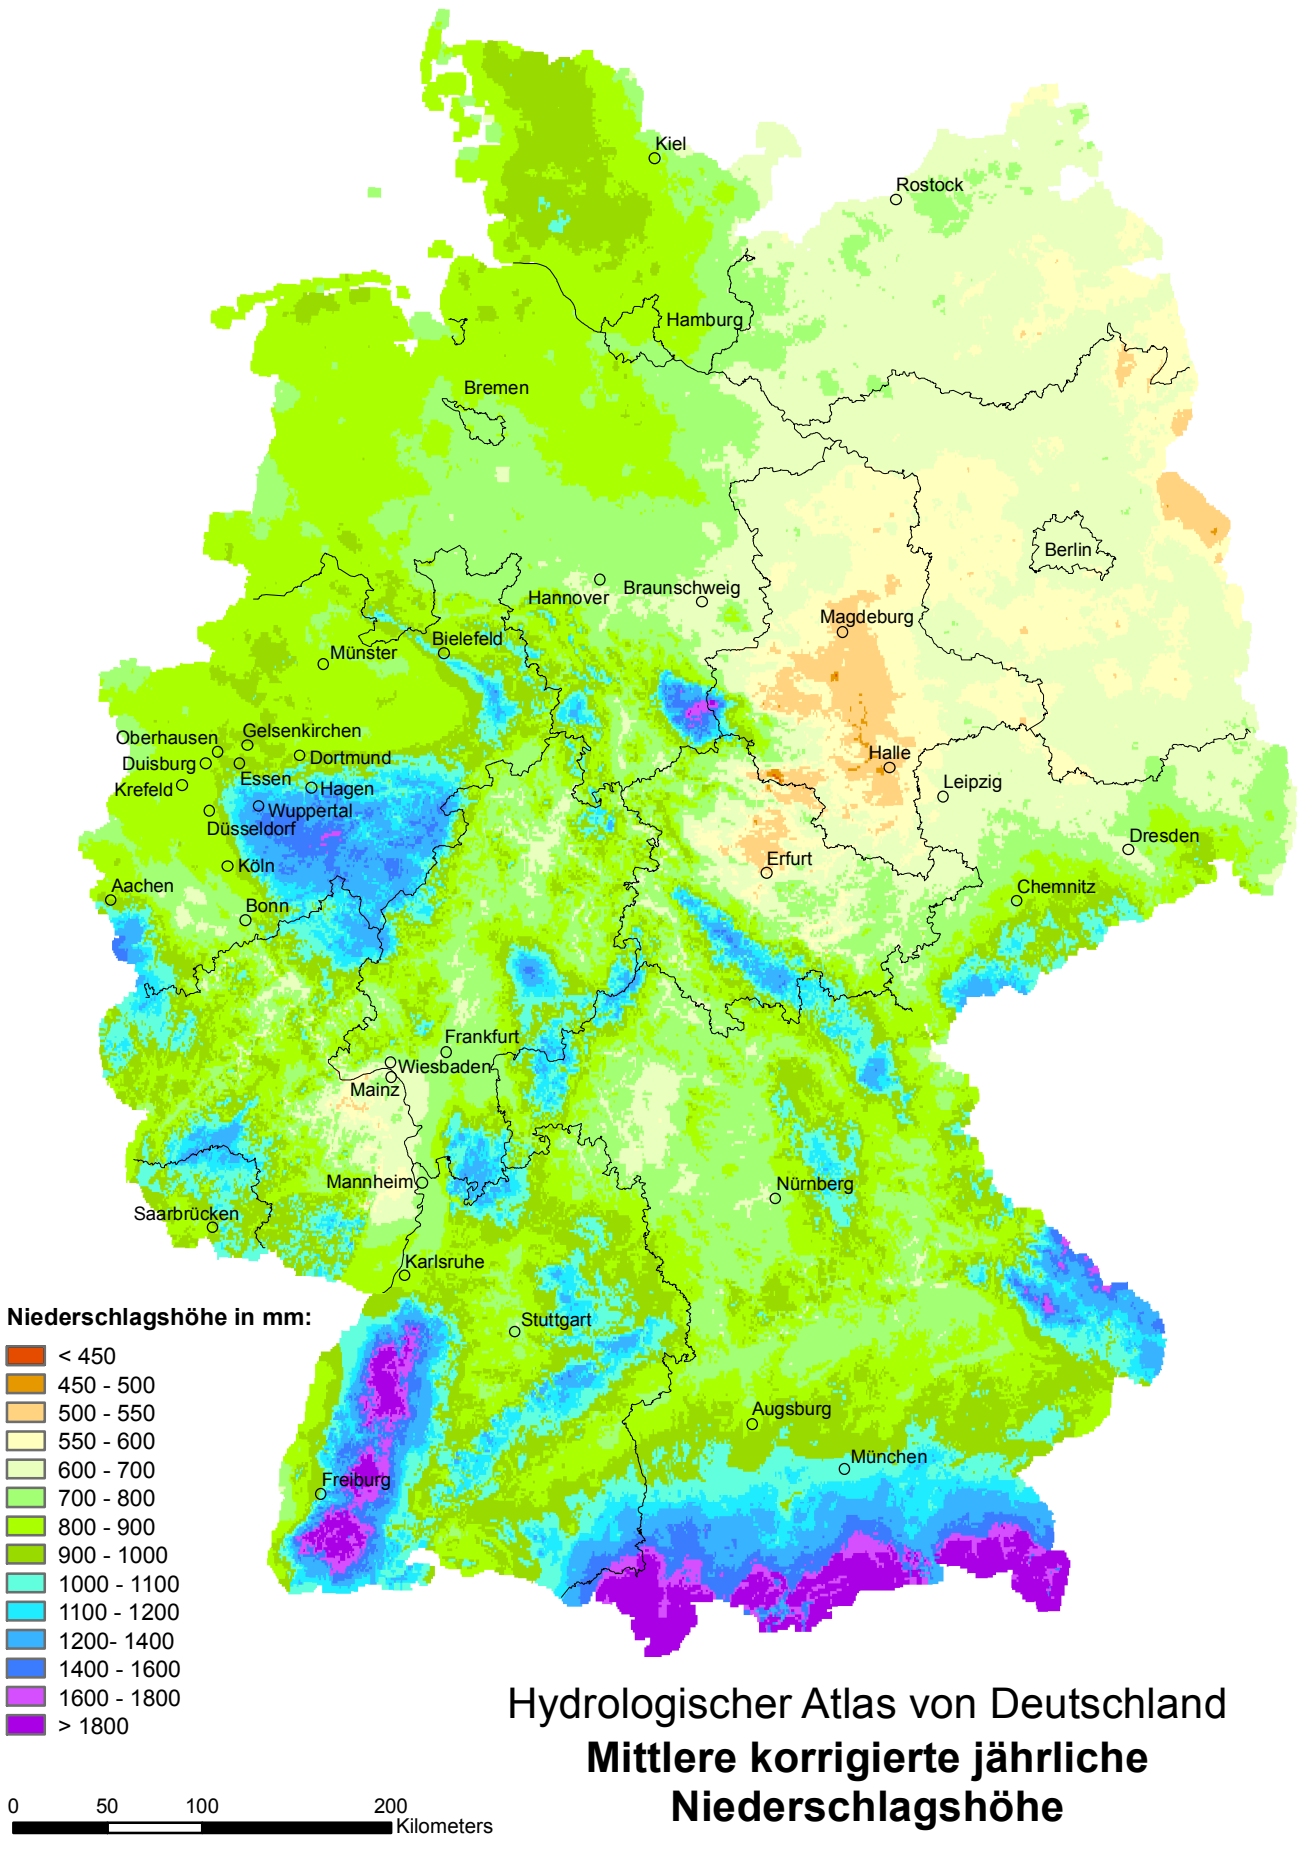 Kiel
Rostock
Hamburg
Bremen
Berlin
Hannover
Braunschweig
Magdeburg
Bielefeld
Münster
Gelsenkirchen
Oberhausen
Dortmund
Duisburg
Essen
Halle
Krefeld
Hagen
Leipzig
Wuppertal
Düsseldorf
Dresden
Köln
Erfurt
Aachen
Chemnitz
Bonn
Frankfurt
Wiesbaden
Mainz
Mannheim
Nürnberg
Saarbrücken
Karlsruhe
Stuttgart
Augsburg
München
Freiburg
Niederschlagshöhe in mm:
< 450
450 - 500
500 - 550
550 - 600
600 - 700
700 - 800
800 - 900
900 - 1000
1000 - 1100
1100 - 1200
1200- 1400
1400 - 1600
1600 - 1800
> 1800
Hydrologischer Atlas von Deutschland
Mittlere korrigierte jährliche
Niederschlagshöhe
0 50 100 200
Kilometers